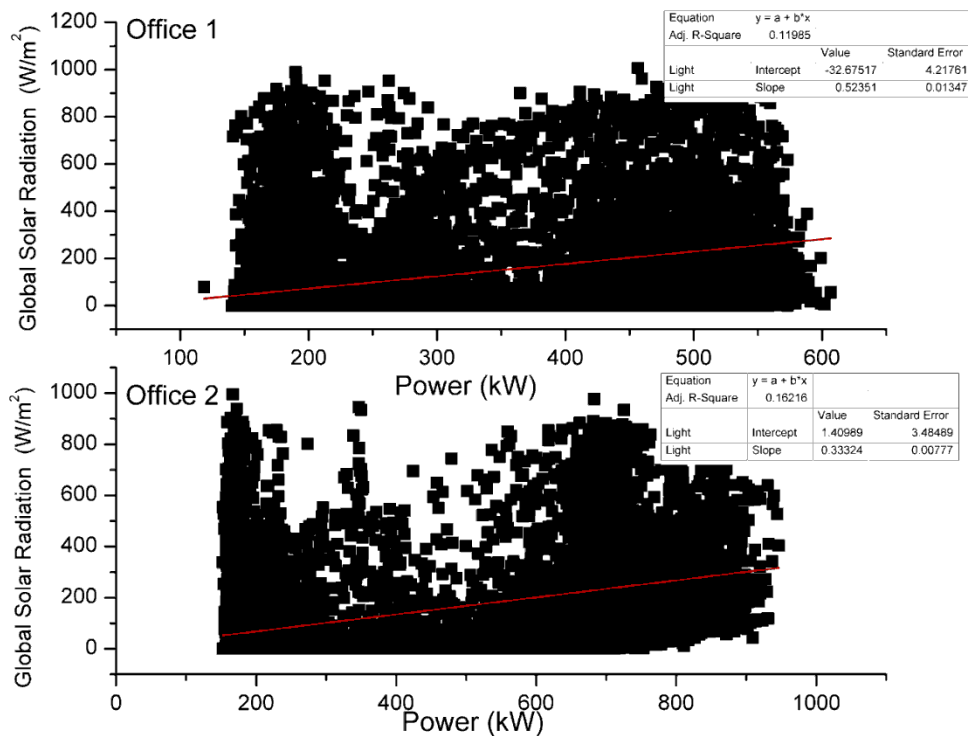 Office 1
Equation y = a + b*x
Adj. R-Square 0.11985
Value Standard Error
Light Intercept -32.67517 4.21761
Light Slope 0.52351 0.01347
Global Solar Radiation (W/m²)
1200
1000
800
600
400
200
0
100 200 300 400 500 600
Power (kW)
Office 2
Equation y = a + b*x
Adj. R-Square 0.16216
Value Standard Error
Light Intercept 1.40989 3.48489
Light Slope 0.33324 0.00777
Global Solar Radiation (W/m²)
1000
800
600
400
200
0
0 200 400 600 800 1000
Power (kW)